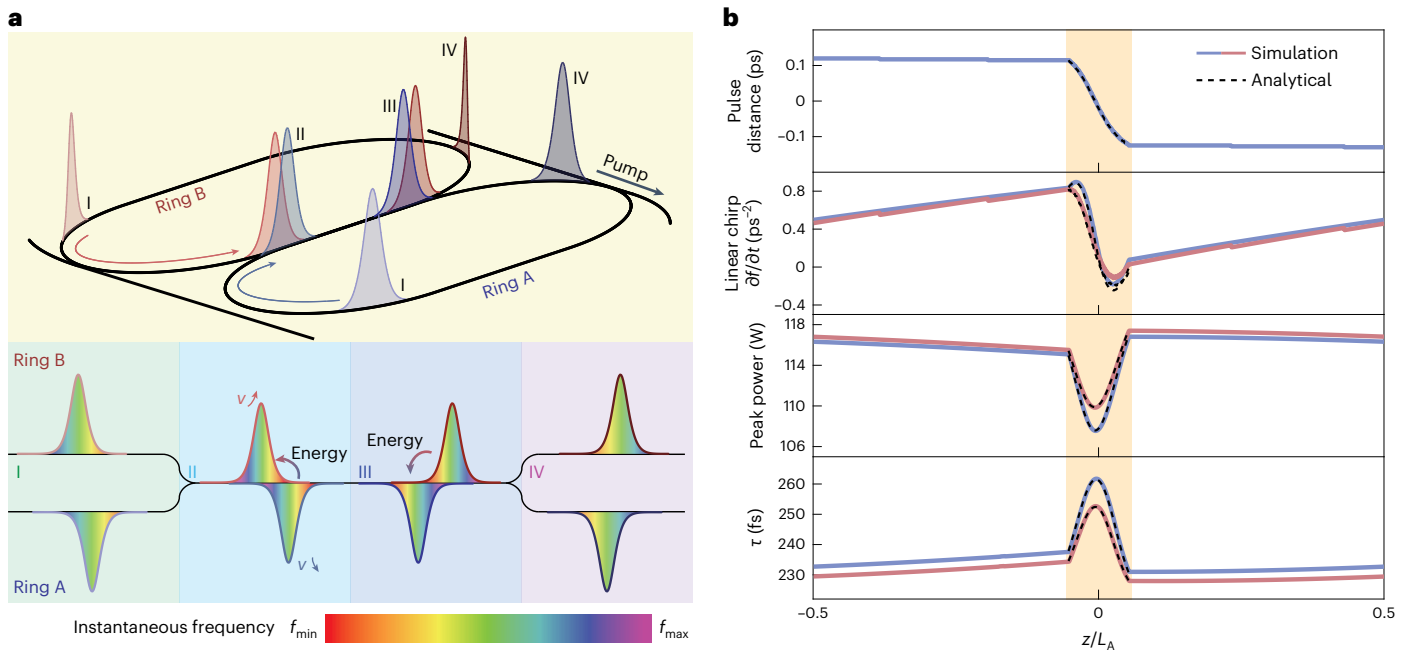 a
IV
IV
III
II
I
Pump
Ring B
I
Ring A
Ring B
v
Energy
Energy
I
II
III
IV
v
Ring A
Instantaneous frequency
fmin
fmax
b
Simulation
Analytical
Pulse
distance (ps)
0.1
0
−0.1
Linear chirp
∂f/∂t (ps−2)
0.8
0.4
0
−0.4
Peak power (W)
118
114
110
106
τ (fs)
260
250
240
230
−0.5
0
0.5
z/LA